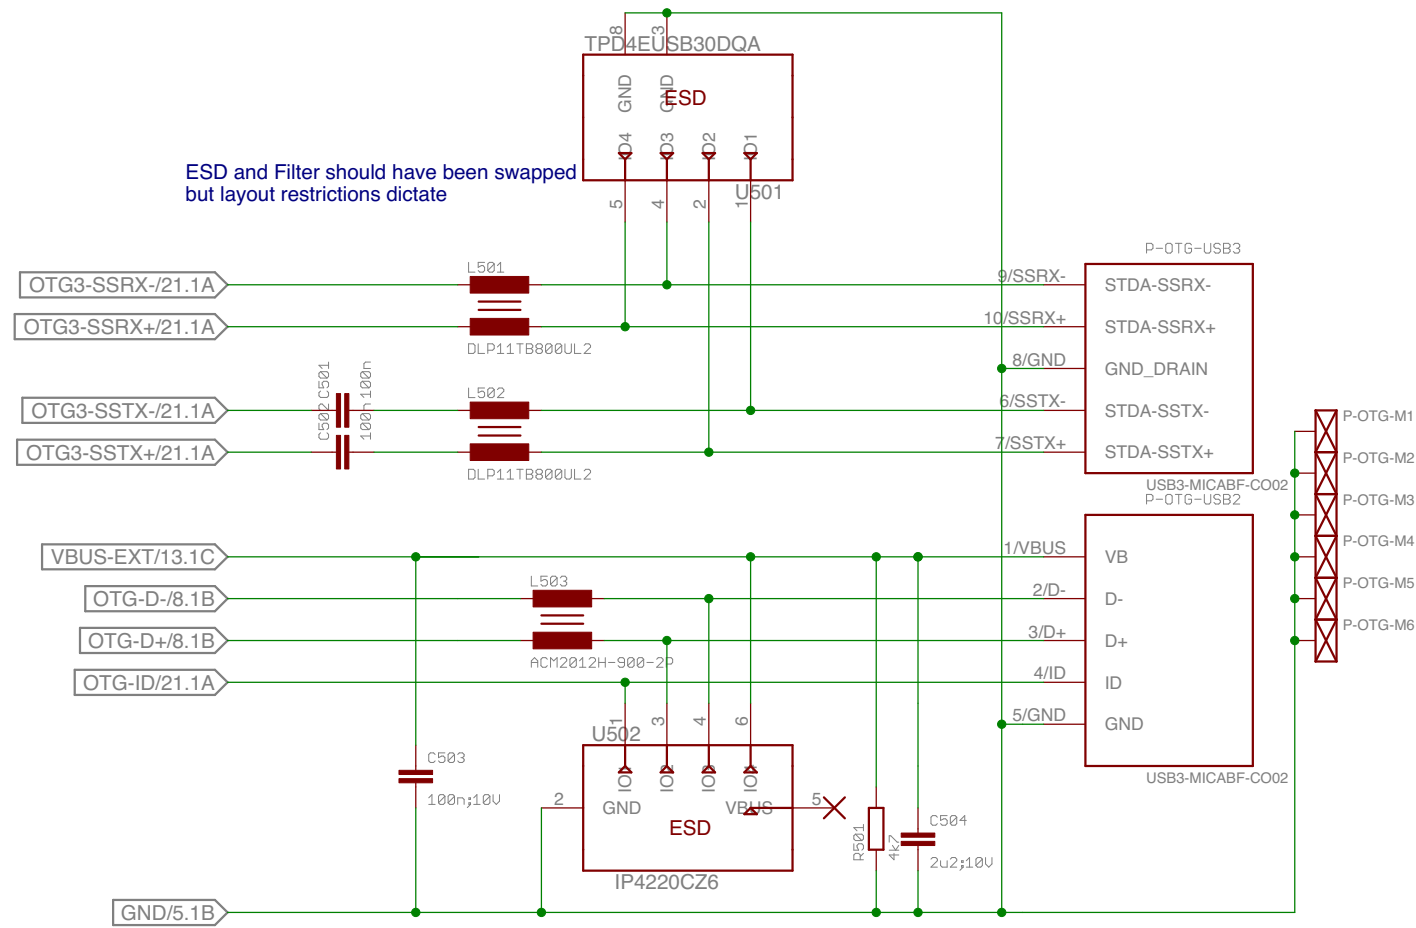 8
3
TPD4EUSB30DQA
GND
GND
ESD
ID4
ID3
ID2
ID1
U501
5
4
2
1
ESD and Filter should have been swapped
but layout restrictions dictate
P-OTG-USB3
OTG3-SSRX-/21.1A
L501
9/SSRX-
STDA-SSRX-
OTG3-SSRX+/21.1A
10/SSRX+
STDA-SSRX+
DLP11TB800UL2
8/GND
GND_DRAIN
C501
100n
L502
OTG3-SSTX-/21.1A
6/SSTX-
STDA-SSTX-
C502
100n
OTG3-SSTX+/21.1A
7/SSTX+
STDA-SSTX+
DLP11TB800UL2
USB3-MICABF-CO02
P-OTG-M1
P-OTG-M2
P-OTG-M3
P-OTG-M4
P-OTG-M5
P-OTG-M6
P-OTG-USB2
VBUS-EXT/13.1C
1/VBUS
VB
L503
OTG-D-/8.1B
2/D-
D-
OTG-D+/8.1B
3/D+
D+
ACM2012H-900-2P
OTG-ID/21.1A
4/ID
ID
5/GND
GND
1
3
4
6
U502
IO1
IO2
IO3
IO4
C503
100n;10V
2
GND
VBUS
5
ESD
IP4220CZ6
R501
4k7
C504
2u2;10V
USB3-MICABF-CO02
GND/5.1B